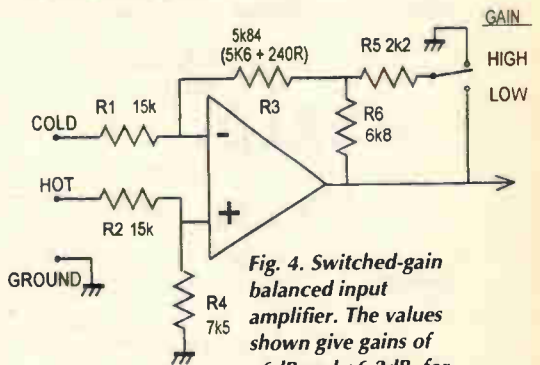 GAIN
5k84
(5K6 + 240R)
R5 2k2
HIGH
LOW
R1 15k
R3
R6
6k8
COLD
-
HOT
+
R2 15k
GROUND
R4
7k5
Fig. 4. Switched-gain
balanced input
amplifier. The values
shown give gains of